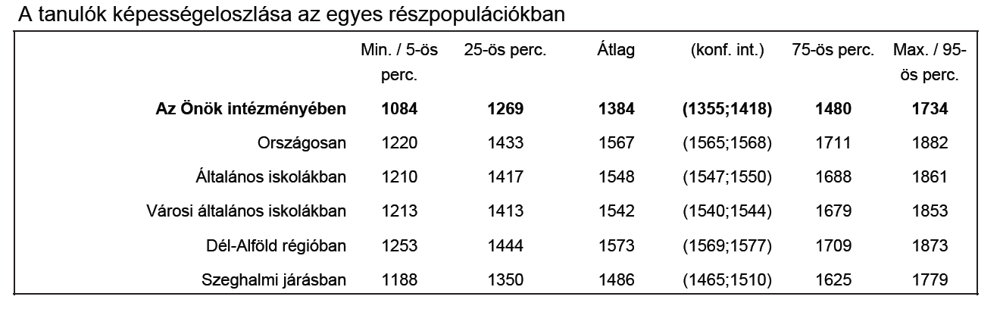 A tanulók képességeloszlása az egyes részpopulációkban
Min. / 5-ös perc. 25-ös perc. Átlag (konf. int.) 75-ös perc. Max. / 95-ös perc.
Az Önök intézményében 1084 1269 1384 (1355;1418) 1480 1734
Országosan 1220 1433 1567 (1565;1568) 1711 1882
Általános iskolákban 1210 1417 1548 (1547;1550) 1688 1861
Városi általános iskolákban 1213 1413 1542 (1540;1544) 1679 1853
Dél-Alföld régióban 1253 1444 1573 (1569;1577) 1709 1873
Szeghalmi járásban 1188 1350 1486 (1465;1510) 1625 1779